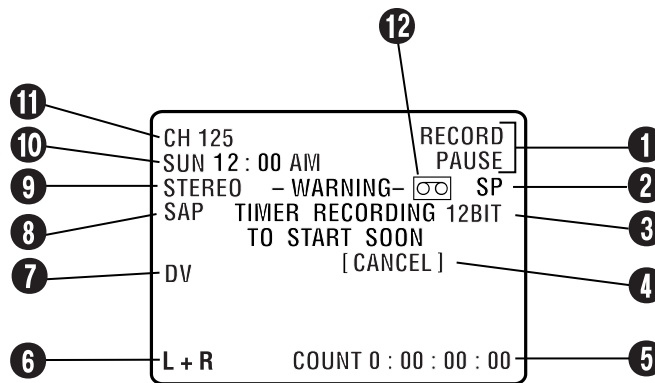 12
11
CH 125
RECORD
1
10
SUN 12 : 00 AM
PAUSE
9
STEREO – WARNING– SP
2
8
SAP TIMER RECORDING 12BIT
3
TO START SOON
7
DV
[CANCEL]
4
6
L + R COUNT 0 : 00 : 00 : 00
5